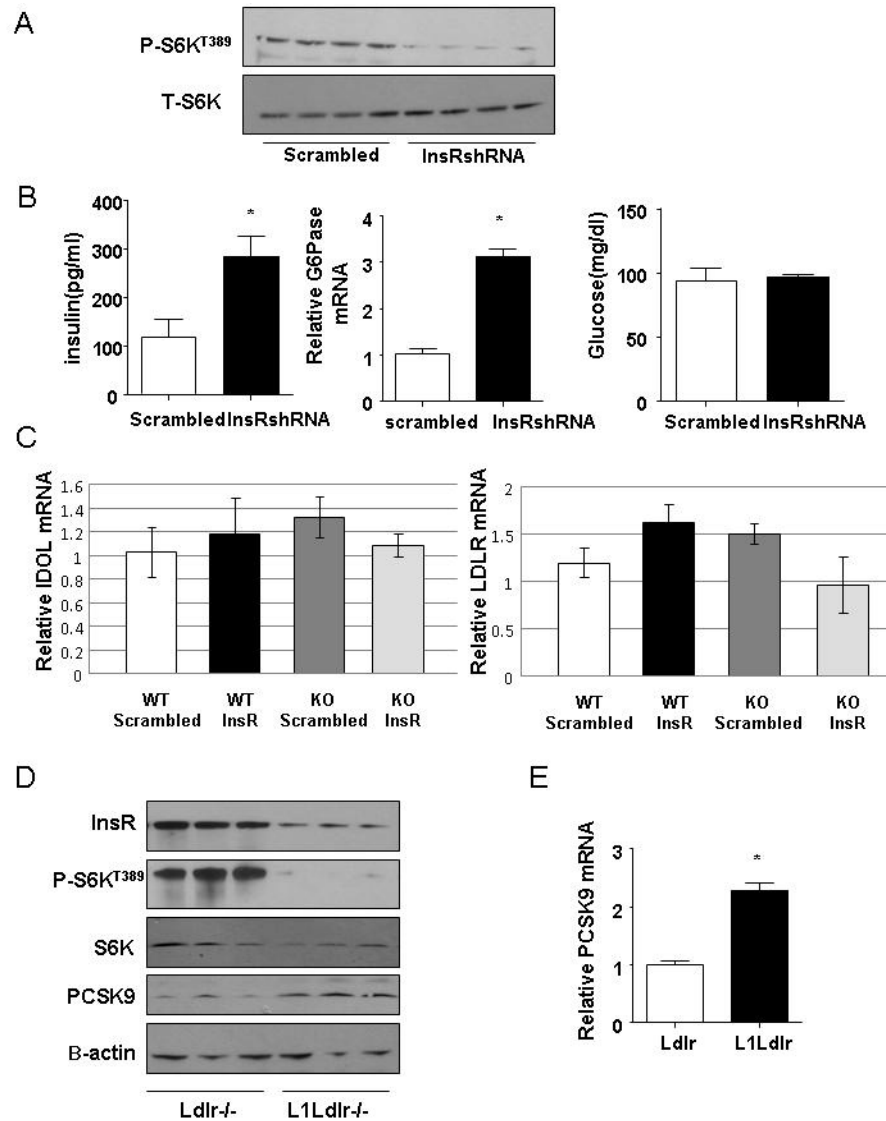 A
P-S6K^T389
T-S6K
Scrambled InsRshRNA
B
insulin(pg/ml)
400
300
200
100
0
*
Scrambled InsRshRNA
Relative G6Pase
mRNA
4
3
2
1
0
*
scrambled InsRshRNA
Glucose(mg/dl)
150
100
50
0
Scrambled InsRshRNA
C
Relative IDOL mRNA
1.6
1.4
1.2
1
0.8
0.6
0.4
0.2
0
WT WT KO KO
Scrambled InsR Scrambled InsR
Relative LDLR mRNA
2
1.5
1
0.5
0
WT WT KO KO
Scrambled InsR Scrambled InsR
D
InsR
P-S6K^T389
S6K
PCSK9
B-actin
Ldlr-/- L1Ldlr-/-
E
Relative PCSK9 mRNA
3
2
1
0
*
Ldlr L1Ldlr